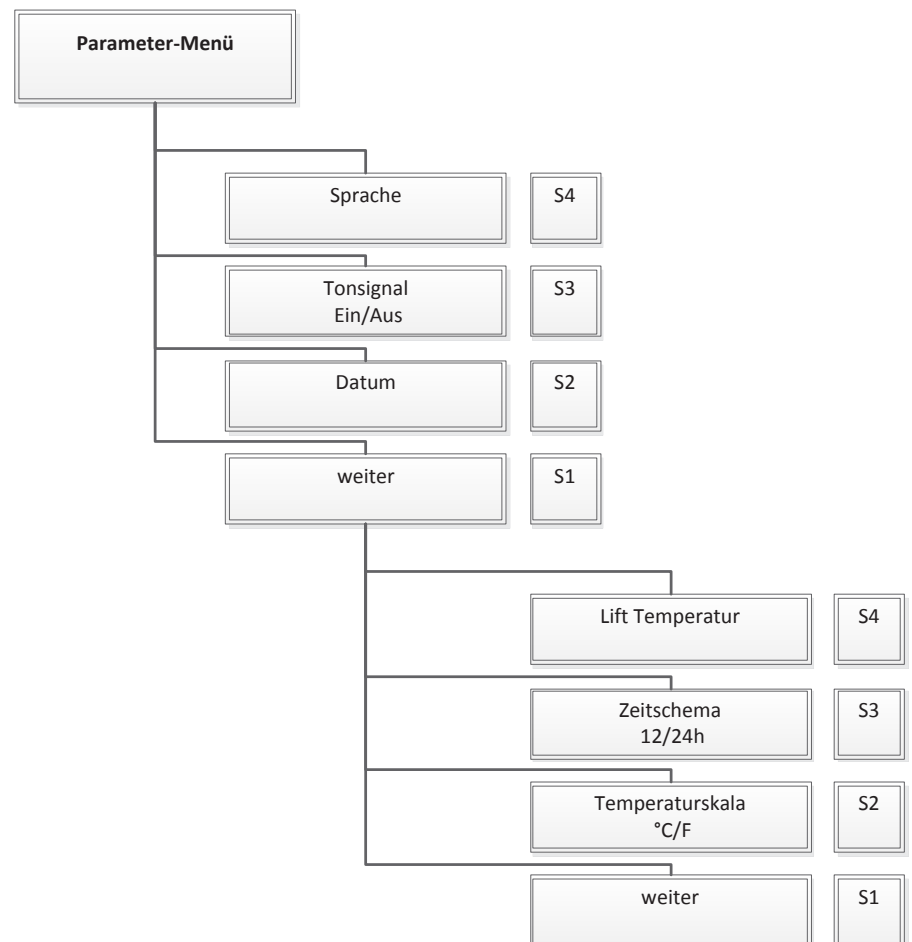 Parameter-Menü
Sprache
S4
Tonsignal
Ein/Aus
S3
Datum
S2
weiter
S1
Lift Temperatur
S4
Zeitschema
12/24h
S3
Temperaturskala
°C/F
S2
weiter
S1